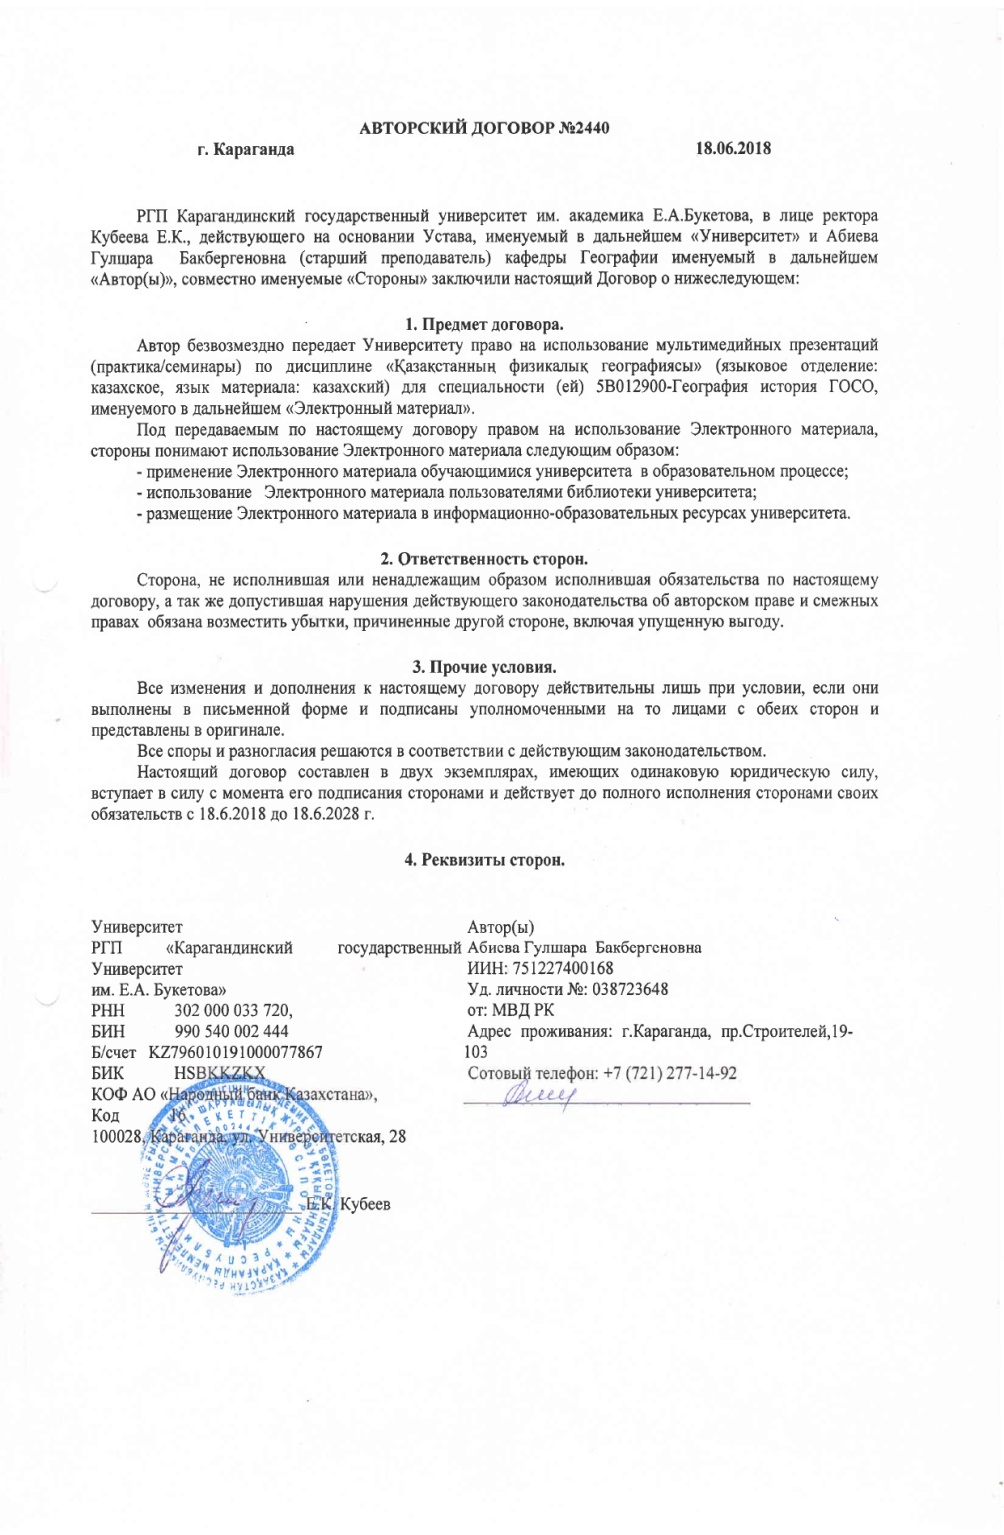 АВТОРСКИЙ ДОГОВОР №2440
г. Караганда 18.06.2018
РГП Карагандинский государственный университет им. академика Е.А.Букетова, в лице ректора
Кубеева Е.К., действующего на основании Устава, именуемый в дальнейшем «Университет» и Абиева
Гулшара Бакбергеновна (старший преподаватель) кафедры Географии именуемый в дальнейшем
«Автор(ы)», совместно именуемые «Стороны» заключили настоящий Договор о нижеследующем:
1. Предмет договора.
Автор безвозмездно передает Университету право на использование мультимедийных презентаций
(практика/семинары) по дисциплине «Қазақстанның физикалық географиясы» (языковое отделение:
казахское, язык материала: казахский) для специальности (ей) 5В012900-География история ГОСО,
именуемого в дальнейшем «Электронный материал».
Под передаваемым по настоящему договору правом на использование Электронного материала,
стороны понимают использование Электронного материала следующим образом:
- применение Электронного материала обучающимися университета в образовательном процессе;
- использование Электронного материала пользователями библиотеки университета;
- размещение Электронного материала в информационно-образовательных ресурсах университета.
2. Ответственность сторон.
Сторона, не исполнившая или ненадлежащим образом исполнившая обязательства по настоящему
договору, а так же допустившая нарушения действующего законодательства об авторском праве и смежных
правах обязана возместить убытки, причиненные другой стороне, включая упущенную выгоду.
3. Прочие условия.
Все изменения и дополнения к настоящему договору действительны лишь при условии, если они
выполнены в письменной форме и подписаны уполномоченными на то лицами с обеих сторон и
представлены в оригинале.
Все споры и разногласия решаются в соответствии с действующим законодательством.
Настоящий договор составлен в двух экземплярах, имеющих одинаковую юридическую силу,
вступает в силу с момента его подписания сторонами и действует до полного исполнения сторонами своих
обязательств с 18.6.2018 до 18.6.2028 г.
4. Реквизиты сторон.
Университет
РГП «Карагандинский государственный
Университет
им. Е.А. Букетова»
РНН 302 000 033 720,
БИН 990 540 002 444
Б/счет KZ796010191000077867
БИК HSBKKZKX
КОФ АО «Народный банк Казахстана»,
Код 16
100028, Караганда, ул. Университетская, 28
Е.К. Кубеев
Автор(ы)
Абиева Гулшара Бакбергеновна
ИИН: 751227400168
Уд. личности №: 038723648
от: МВД РК
Адрес проживания: г.Караганда, пр.Строителей,19-
103
Сотовый телефон: +7 (721) 277-14-92